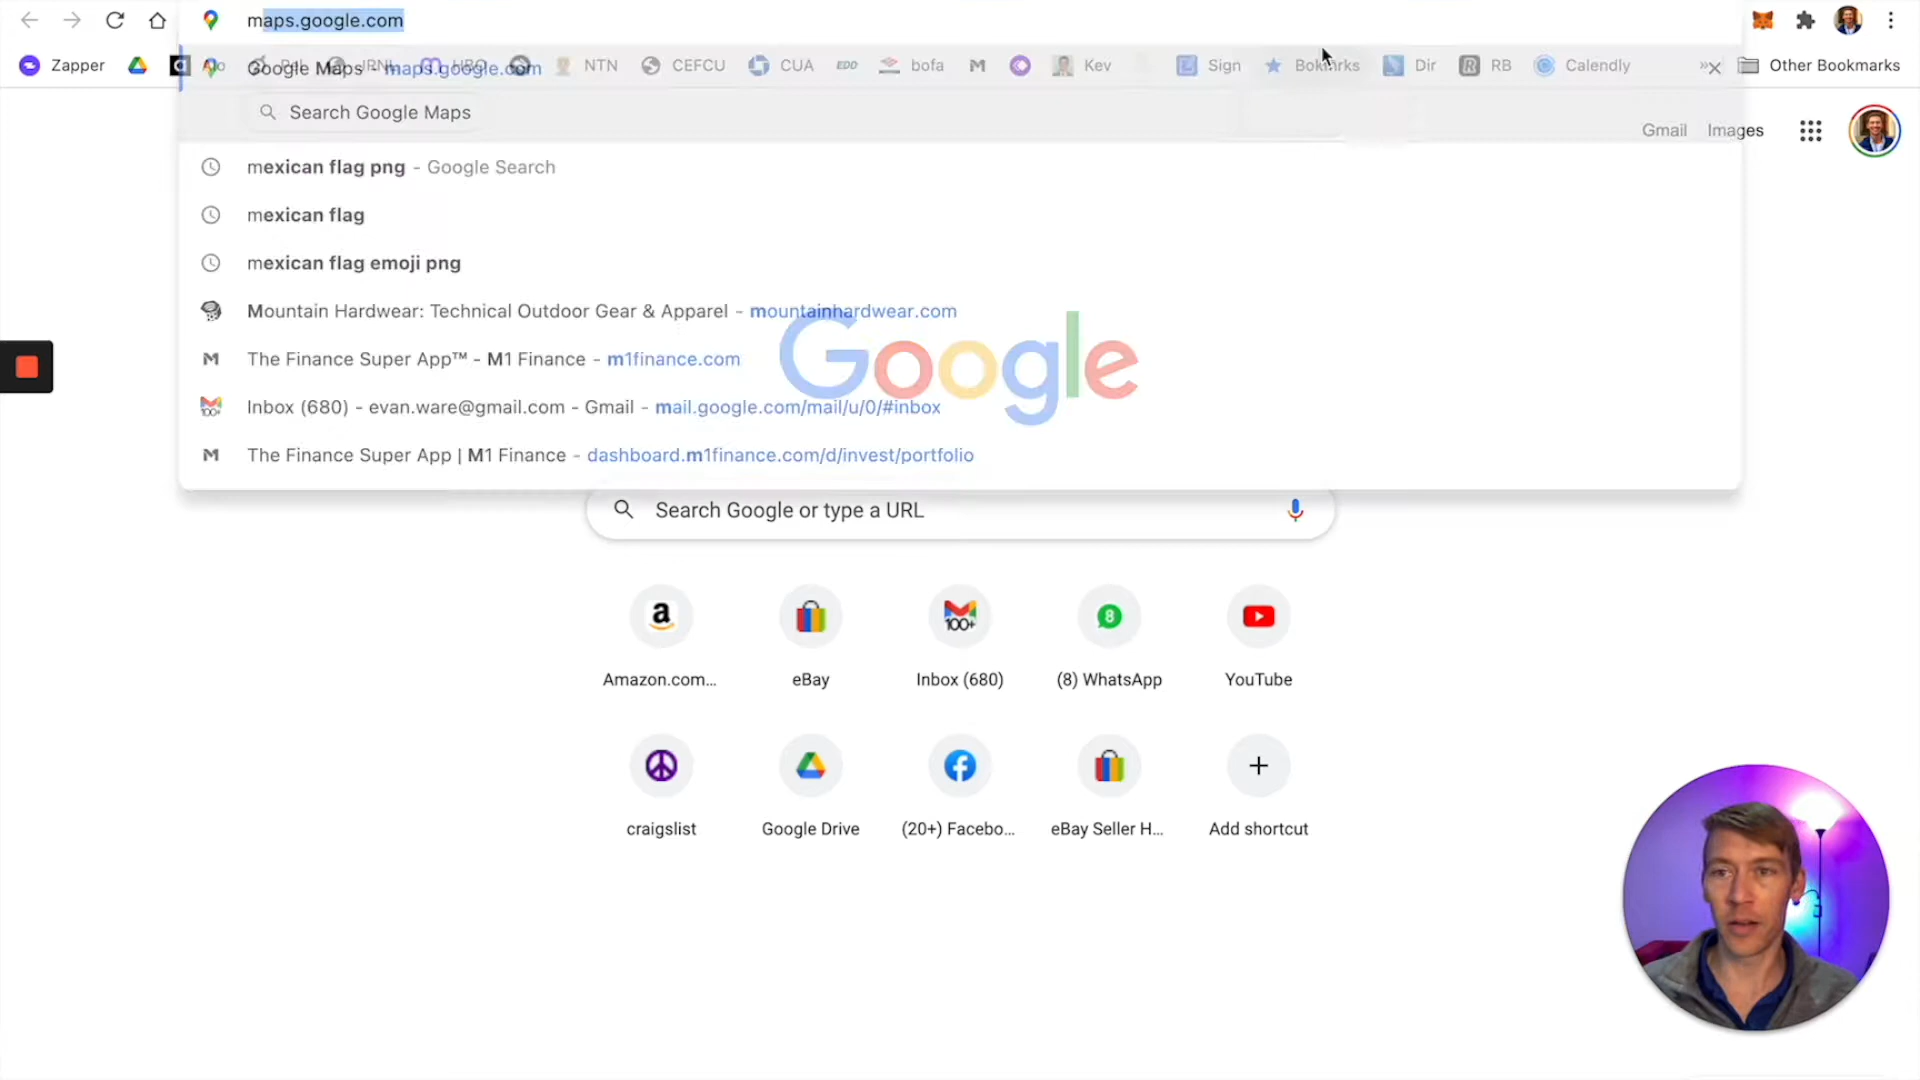 maps.google.com
Zapper
NTN
CEFCU
CUA
EDD
bofa
Kev
Sign
Bokmrks
Dir
RB
Calendly
»
Other Bookmarks
Google Maps - maps.google.com
Search Google Maps
Gmail
Images
mexican flag png - Google Search
mexican flag
mexican flag emoji png
Mountain Hardwear: Technical Outdoor Gear & Apparel - mountainhardwear.com
The Finance Super App™ - M1 Finance - m1finance.com
Inbox (680) - evan.ware@gmail.com - Gmail - mail.google.com/mail/u/0/#inbox
The Finance Super App | M1 Finance - dashboard.m1finance.com/d/invest/portfolio
Google
Search Google or type a URL
Amazon.com...
eBay
Inbox (680)
(8) WhatsApp
YouTube
craigslist
Google Drive
(20+) Facebo...
eBay Seller H...
Add shortcut